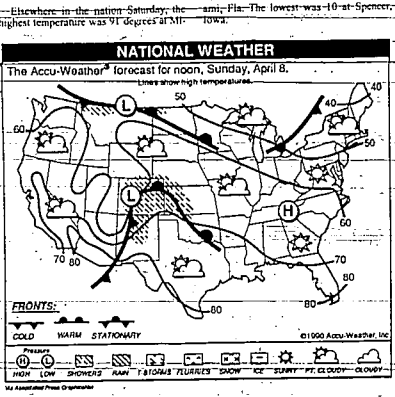 Elsewhere in the nation Saturday, the
highest temperature was 91 degrees at Mi-
ami, Fla. The lowest was 10 at Spencer,
Iowa.
NATIONAL WEATHER
The Accu-Weather® forecast for noon, Sunday, April 8.
Lines show high temperatures.
50
40
40
60
50
60
70
70 80
80
80
80
L
L
H
FRONTS:
COLD WARM STATIONARY
©1990 Accu-Weather, Inc.
Pressure
H L
HIGH LOW SHOWERS RAIN T-STORMS FLURRIES SNOW ICE SUNNY PT. CLOUDY CLOUDY
Via Associated Press GraphicsNet